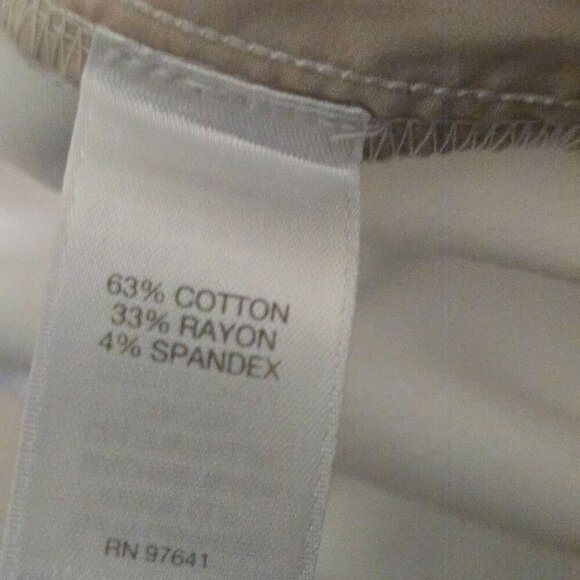 63% COTTON
33% RAYON
4% SPANDEX
RN 97641